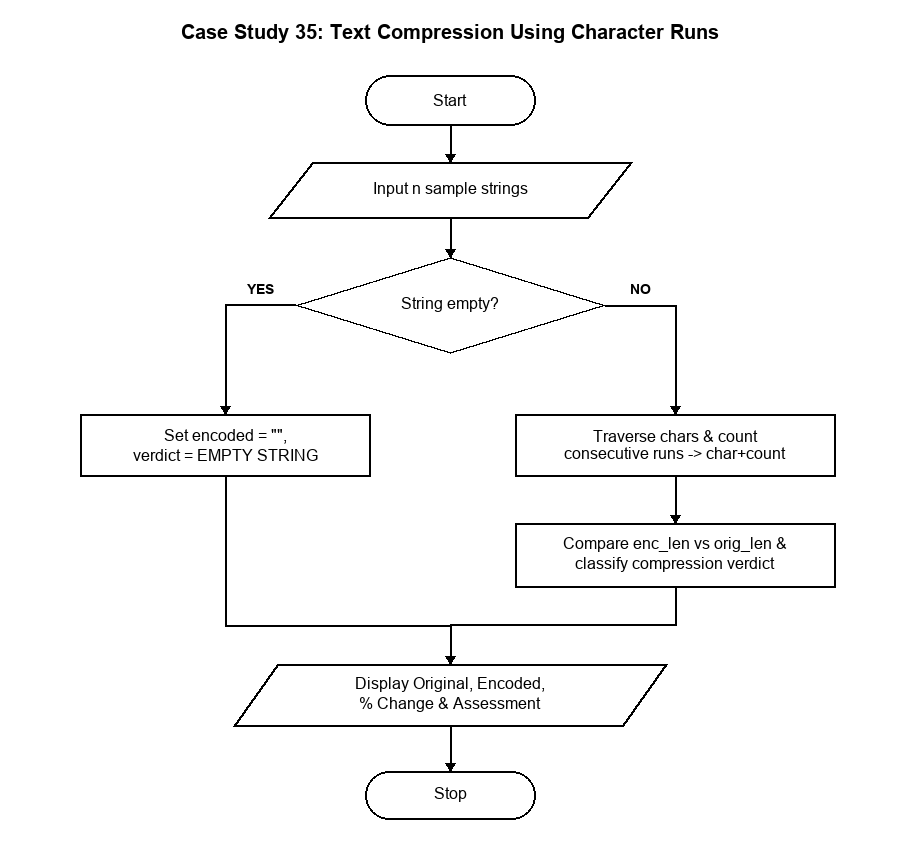 Case Study 35: Text Compression Using Character Runs
Start
Input n sample strings
String empty?
YES
NO
Set encoded = "",
verdict = EMPTY STRING
Traverse chars & count
consecutive runs -> char+count
Compare enc_len vs orig_len &
classify compression verdict
Display Original, Encoded,
% Change & Assessment
Stop